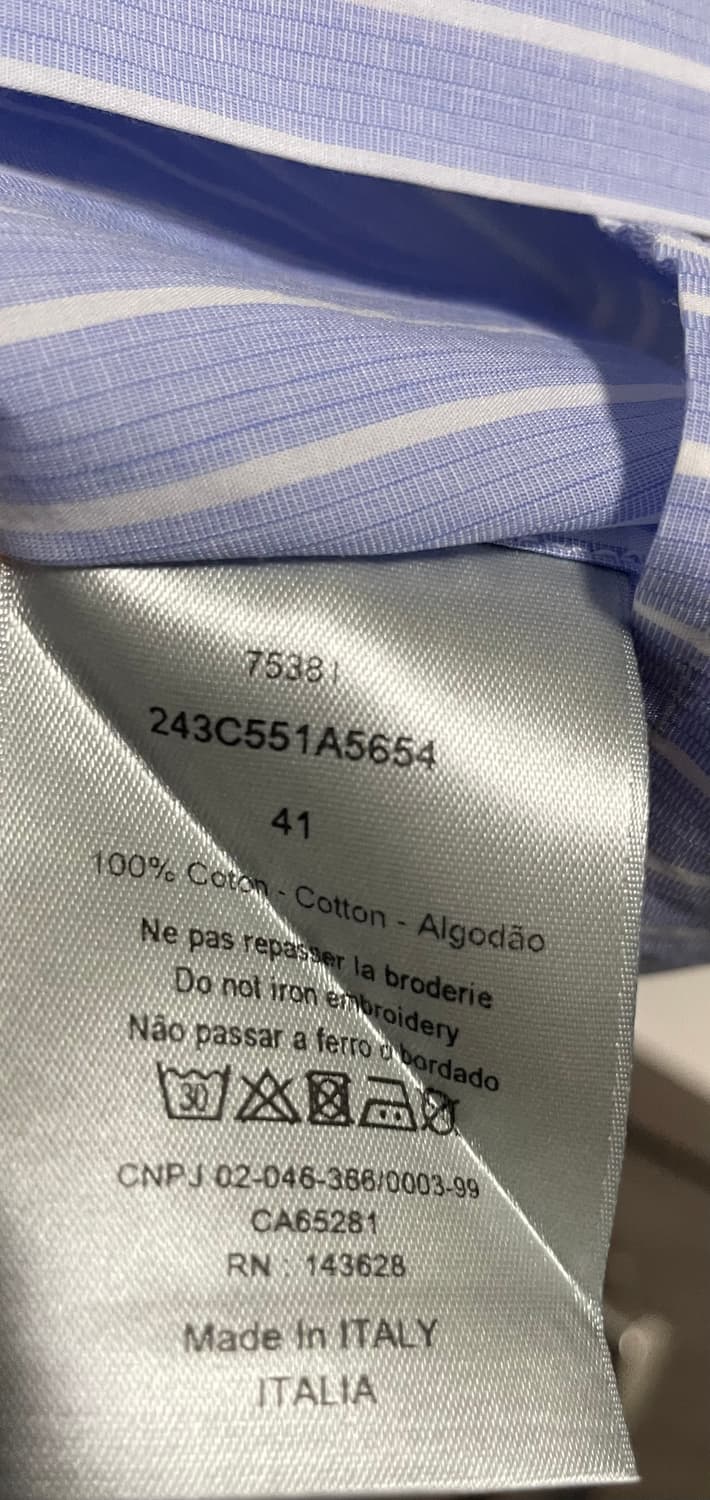 75381
243C551A5654
41
100% Coton - Cotton - Algodão
Ne pas repasser la broderie
Do not iron embroidery
Não passar a ferro o bordado
30
CNPJ 02-046-366/0003-99
CA65281
RN : 143628
Made In ITALY
ITALIA